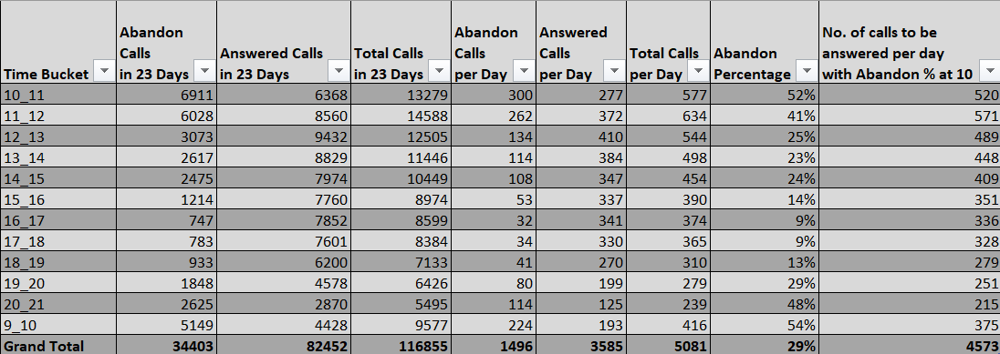 Time Bucket Abandon Calls in 23 Days Answered Calls in 23 Days Total Calls in 23 Days Abandon Calls per Day Answered Calls per Day Total Calls per Day Abandon Percentage No. of calls to be answered per day with Abandon % at 10
10_11 6911 6368 13279 300 277 577 52% 520
11_12 6028 8560 14588 262 372 634 41% 571
12_13 3073 9432 12505 134 410 544 25% 489
13_14 2617 8829 11446 114 384 498 23% 448
14_15 2475 7974 10449 108 347 454 24% 409
15_16 1214 7760 8974 53 337 390 14% 351
16_17 747 7852 8599 32 341 374 9% 336
17_18 783 7601 8384 34 330 365 9% 328
18_19 933 6200 7133 41 270 310 13% 279
19_20 1848 4578 6426 80 199 279 29% 251
20_21 2625 2870 5495 114 125 239 48% 215
9_10 5149 4428 9577 224 193 416 54% 375
Grand Total 34403 82452 116855 1496 3585 5081 29% 4573